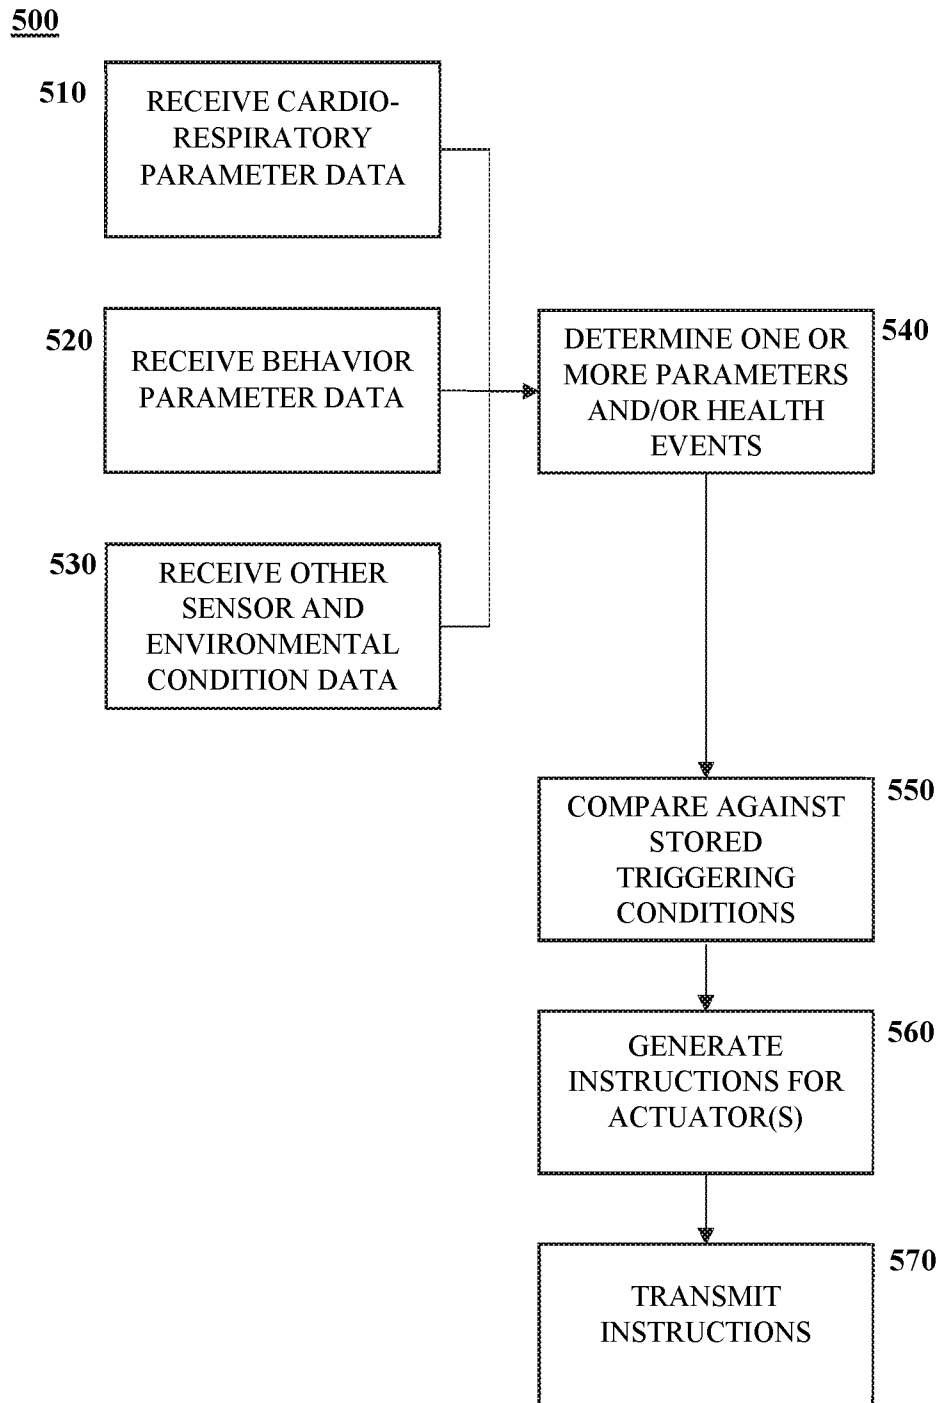 500
510
RECEIVE CARDIO-
RESPIRATORY
PARAMETER DATA
520
RECEIVE BEHAVIOR
PARAMETER DATA
530
RECEIVE OTHER
SENSOR AND
ENVIRONMENTAL
CONDITION DATA
540
DETERMINE ONE OR
MORE PARAMETERS
AND/OR HEALTH
EVENTS
550
COMPARE AGAINST
STORED
TRIGGERING
CONDITIONS
560
GENERATE
INSTRUCTIONS FOR
ACTUATOR(S)
570
TRANSMIT
INSTRUCTIONS